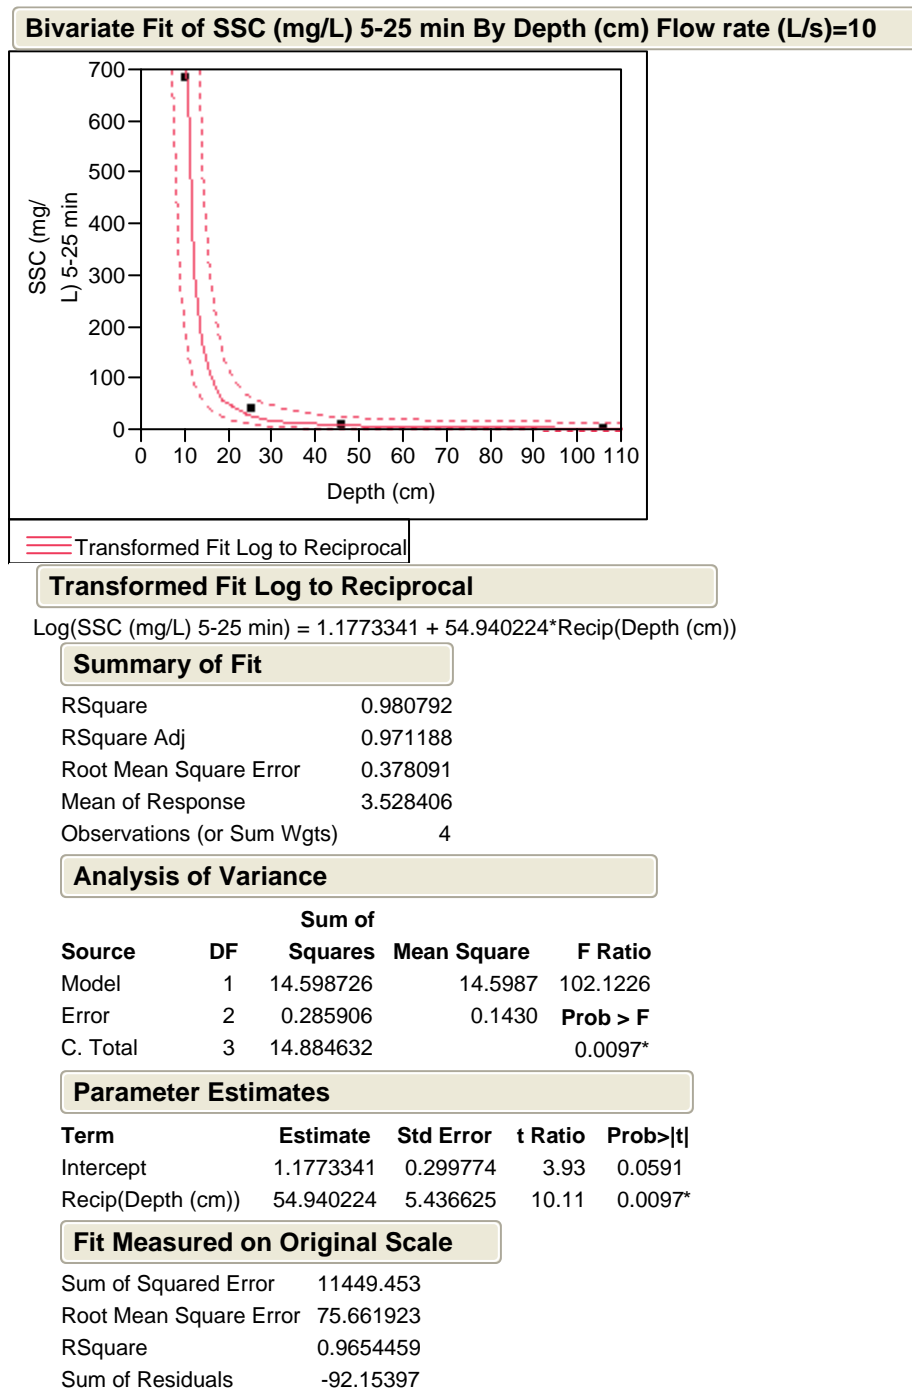 Bivariate Fit of SSC (mg/L) 5-25 min By Depth (cm) Flow rate (L/s)=10
700
600
500
400
300
200
100
0
SSC (mg/
L) 5-25 min
0 10 20 30 40 50 60 70 80 90 100 110
Depth (cm)
Transformed Fit Log to Reciprocal
Transformed Fit Log to Reciprocal
Log(SSC (mg/L) 5-25 min) = 1.1773341 + 54.940224*Recip(Depth (cm))
Summary of Fit
RSquare 0.980792
RSquare Adj 0.971188
Root Mean Square Error 0.378091
Mean of Response 3.528406
Observations (or Sum Wgts) 4
Analysis of Variance
Sum of
Source DF Squares Mean Square F Ratio
Model 1 14.598726 14.5987 102.1226
Error 2 0.285906 0.1430 Prob > F
C. Total 3 14.884632 0.0097*
Parameter Estimates
Term Estimate Std Error t Ratio Prob>|t|
Intercept 1.1773341 0.299774 3.93 0.0591
Recip(Depth (cm)) 54.940224 5.436625 10.11 0.0097*
Fit Measured on Original Scale
Sum of Squared Error 11449.453
Root Mean Square Error 75.661923
RSquare 0.9654459
Sum of Residuals -92.15397